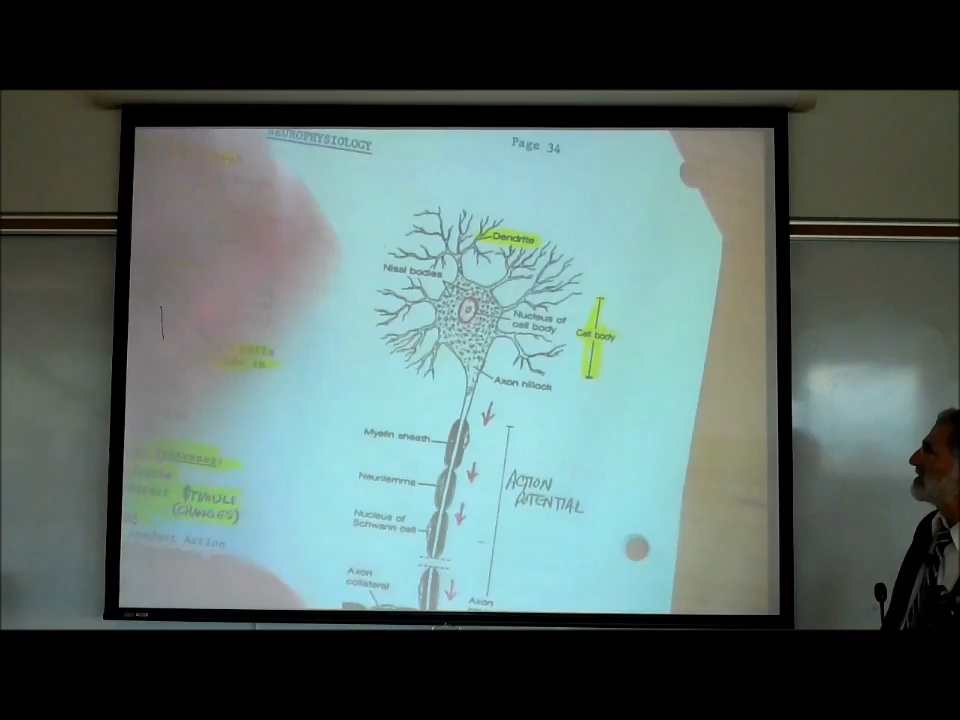 NEUROPHYSIOLOGY
Page 34
Dendrite
Nissl bodies
Nucleus of
cell body
Cell body
Axon hillock
Myelin sheath
Neurilemma
Nucleus of
Schwann cell
Axon
collateral
Axon
ACTION
POTENTIAL
STIMULI
(CHANGES)
conduct Action